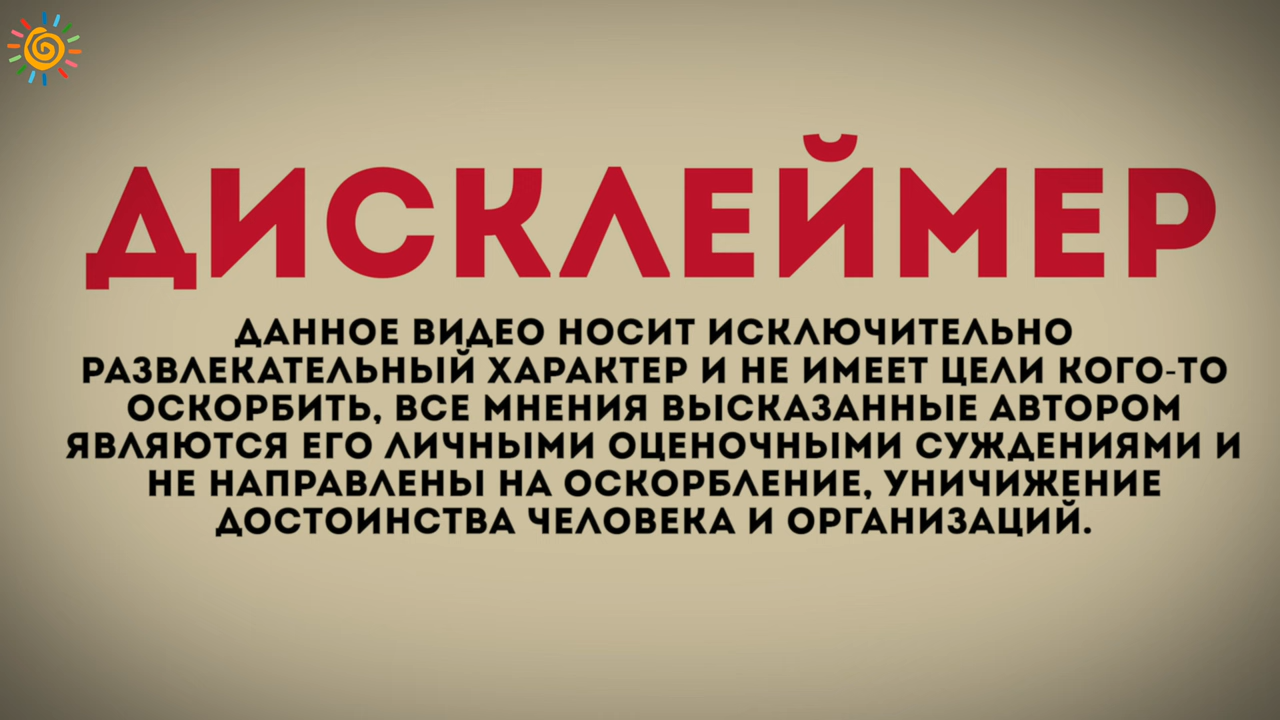 ДИСКЛЕЙМЕР
ДАННОЕ ВИДЕО НОСИТ ИСКЛЮЧИТЕЛЬНО
РАЗВЛЕКАТЕЛЬНЫЙ ХАРАКТЕР И НЕ ИМЕЕТ ЦЕЛИ КОГО-ТО
ОСКОРБИТЬ, ВСЕ МНЕНИЯ ВЫСКАЗАННЫЕ АВТОРОМ
ЯВЛЯЮТСЯ ЕГО ЛИЧНЫМИ ОЦЕНОЧНЫМИ СУЖДЕНИЯМИ И
НЕ НАПРАВЛЕНЫ НА ОСКОРБЛЕНИЕ, УНИЧИЖЕНИЕ
ДОСТОИНСТВА ЧЕЛОВЕКА И ОРГАНИЗАЦИЙ.